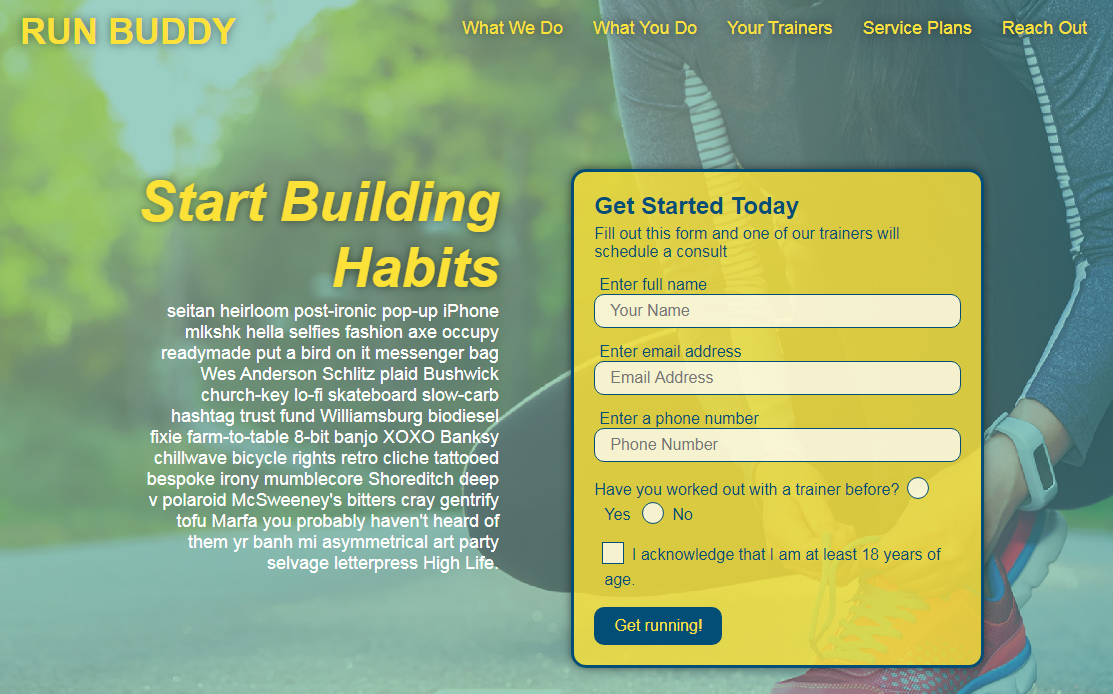 RUN BUDDY
What We Do
What You Do
Your Trainers
Service Plans
Reach Out
Start Building
Habits
seitan heirloom post-ironic pop-up iPhone
mlkshk hella selfies fashion axe occupy
readymade put a bird on it messenger bag
Wes Anderson Schlitz plaid Bushwick
church-key lo-fi skateboard slow-carb
hashtag trust fund Williamsburg biodiesel
fixie farm-to-table 8-bit banjo XOXO Banksy
chillwave bicycle rights retro cliche tattooed
bespoke irony mumblecore Shoreditch deep
v polaroid McSweeney's bitters cray gentrify
tofu Marfa you probably haven't heard of
them yr banh mi asymmetrical art party
selvage letterpress High Life.
Get Started Today
Fill out this form and one of our trainers will
schedule a consult
Enter full name
Your Name
Enter email address
Email Address
Enter a phone number
Phone Number
Have you worked out with a trainer before?
Yes No
I acknowledge that I am at least 18 years of
age.
Get running!